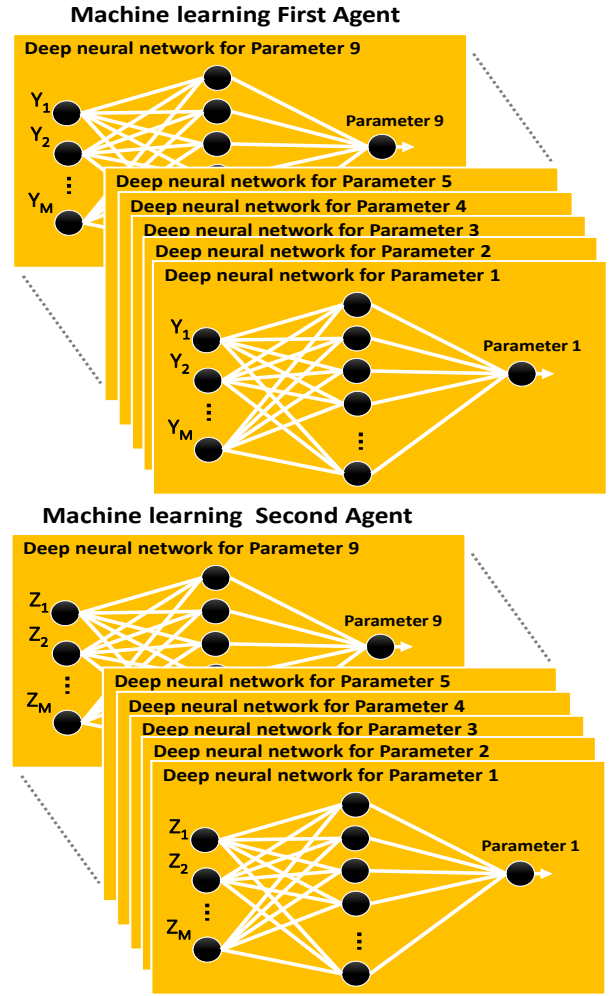 Machine learning First Agent
Deep neural network for Parameter 9
Y1
Y2
⋮
YM
Parameter 9
Deep neural network for Parameter 5
Deep neural network for Parameter 4
Deep neural network for Parameter 3
Deep neural network for Parameter 2
Deep neural network for Parameter 1
Y1
Y2
⋮
YM
⋮
Parameter 1
Machine learning Second Agent
Deep neural network for Parameter 9
Z1
Z2
⋮
ZM
Parameter 9
Deep neural network for Parameter 5
Deep neural network for Parameter 4
Deep neural network for Parameter 3
Deep neural network for Parameter 2
Deep neural network for Parameter 1
Z1
Z2
⋮
ZM
⋮
Parameter 1